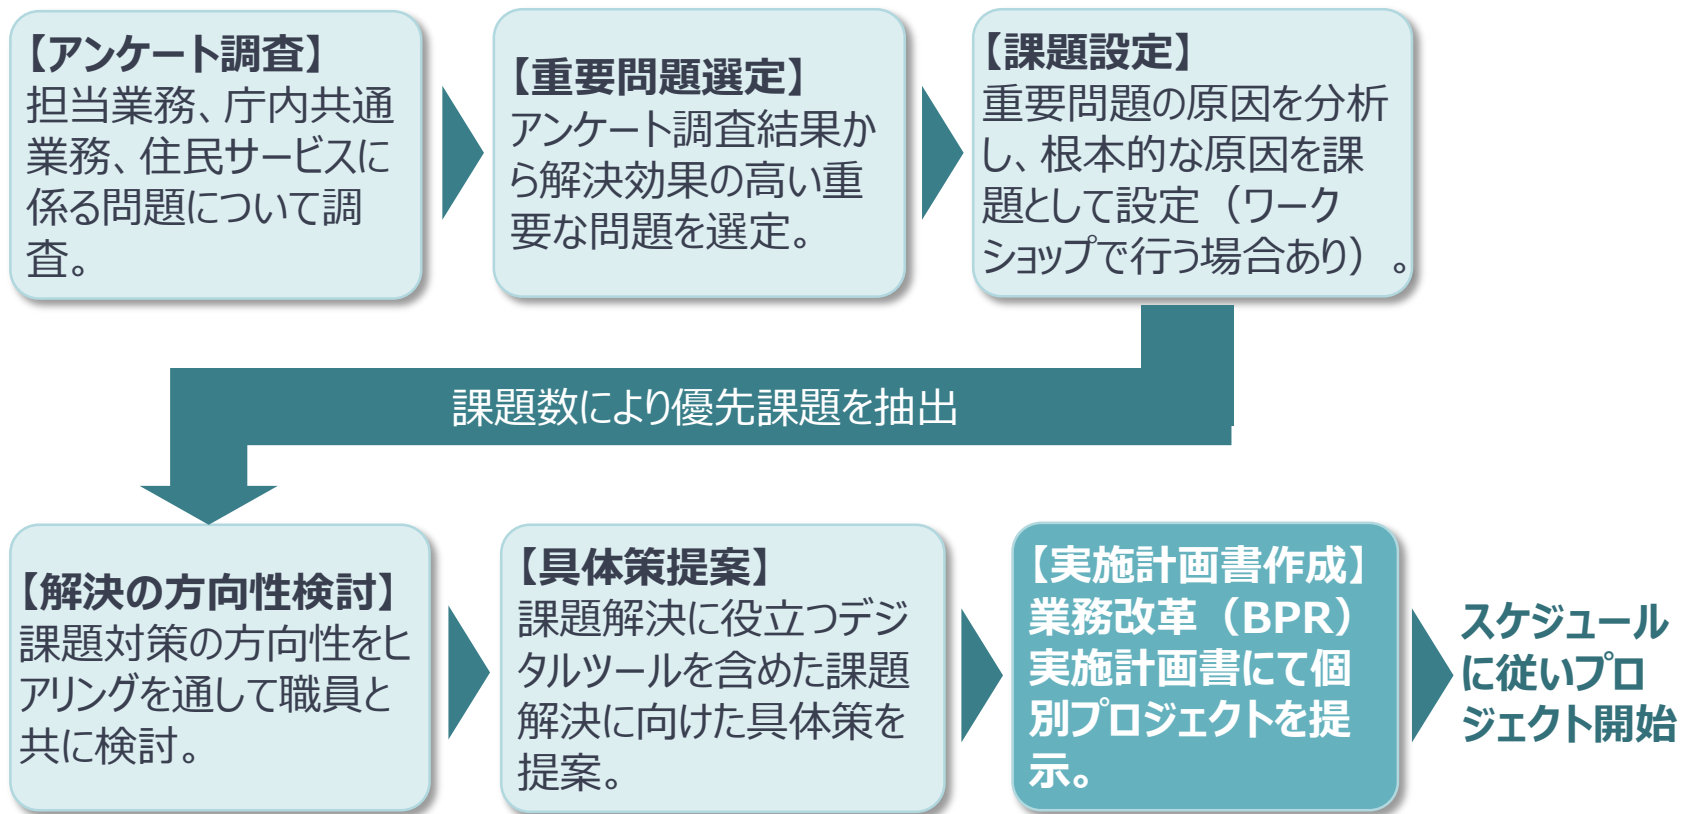 【アンケート調査】
担当業務、庁内共通
業務、住民サービスに
係る問題について調
査。
【重要問題選定】
アンケート調査結果か
ら解決効果の高い重
要な問題を選定。
【課題設定】
重要問題の原因を分析
し、根本的な原因を課
題として設定（ワーク
ショップで行う場合あり）。
課題数により優先課題を抽出
【解決の方向性検討】
課題対策の方向性をヒ
アリングを通して職員と
共に検討。
【具体策提案】
課題解決に役立つデジ
タルツールを含めた課題
解決に向けた具体策を
提案。
【実施計画書作成】
業務改革（BPR）
実施計画書にて個
別プロジェクトを提
示。
スケジュール
に従いプロ
ジェクト開始